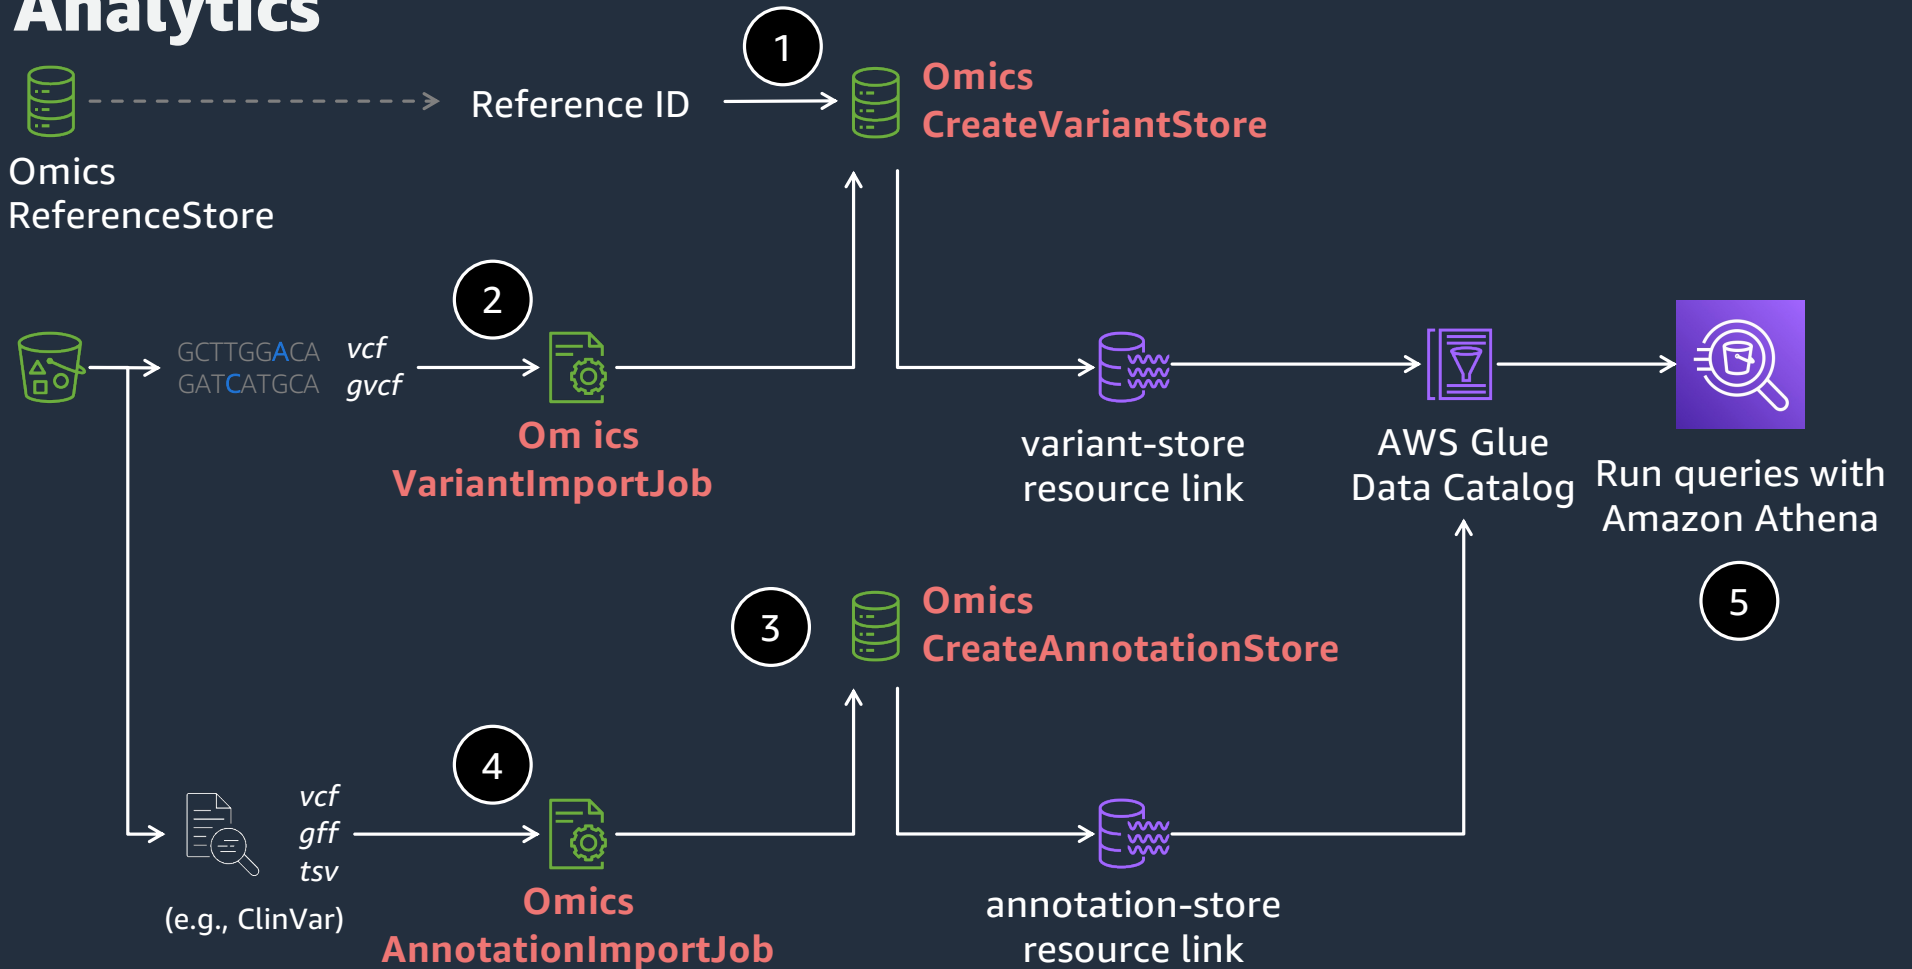 Analytics
1
Omics
CreateVariantStore
Reference ID
Omics
ReferenceStore
2
GCTTGGACA
GATCATGCA
vcf
gvcf
Om ics
VariantImportJob
variant-store
resource link
AWS Glue
Data Catalog
Run queries with
Amazon Athena
5
3
Omics
CreateAnnotationStore
4
vcf
gff
tsv
(e.g., ClinVar)
Omics
AnnotationImportJob
annotation-store
resource link